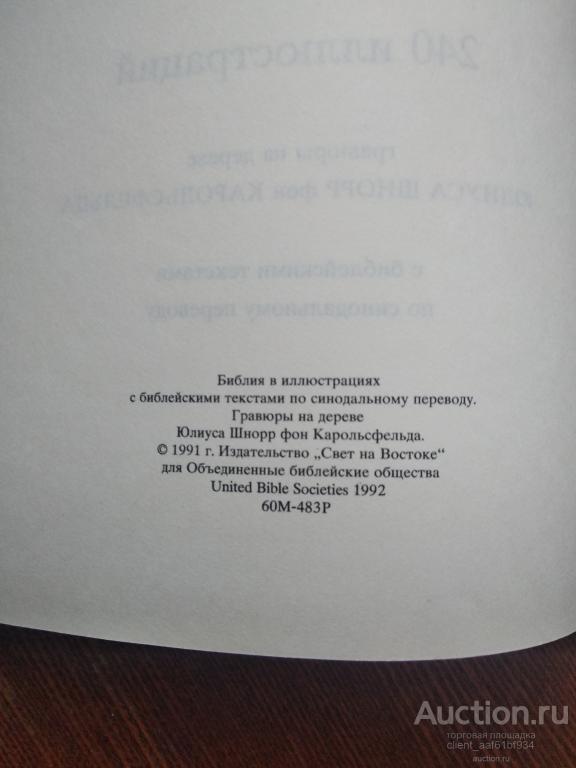 240 иллюстраций
гравюры на дереве
ЮЛИУСА ШНОРР фон КАРОЛЬСФЕЛЬДА
с библейскими текстами
по синодальному переводу
Библия в иллюстрациях
с библейскими текстами по синодальному переводу.
Гравюры на дереве
Юлиуса Шнорр фон Карольсфельда.
© 1991 г. Издательство „Свет на Востоке“
для Объединенные библейские общества
United Bible Societies 1992
60М-483Р
Auction.ru
торговая площадка
client_aaf61bf934
auction.ru